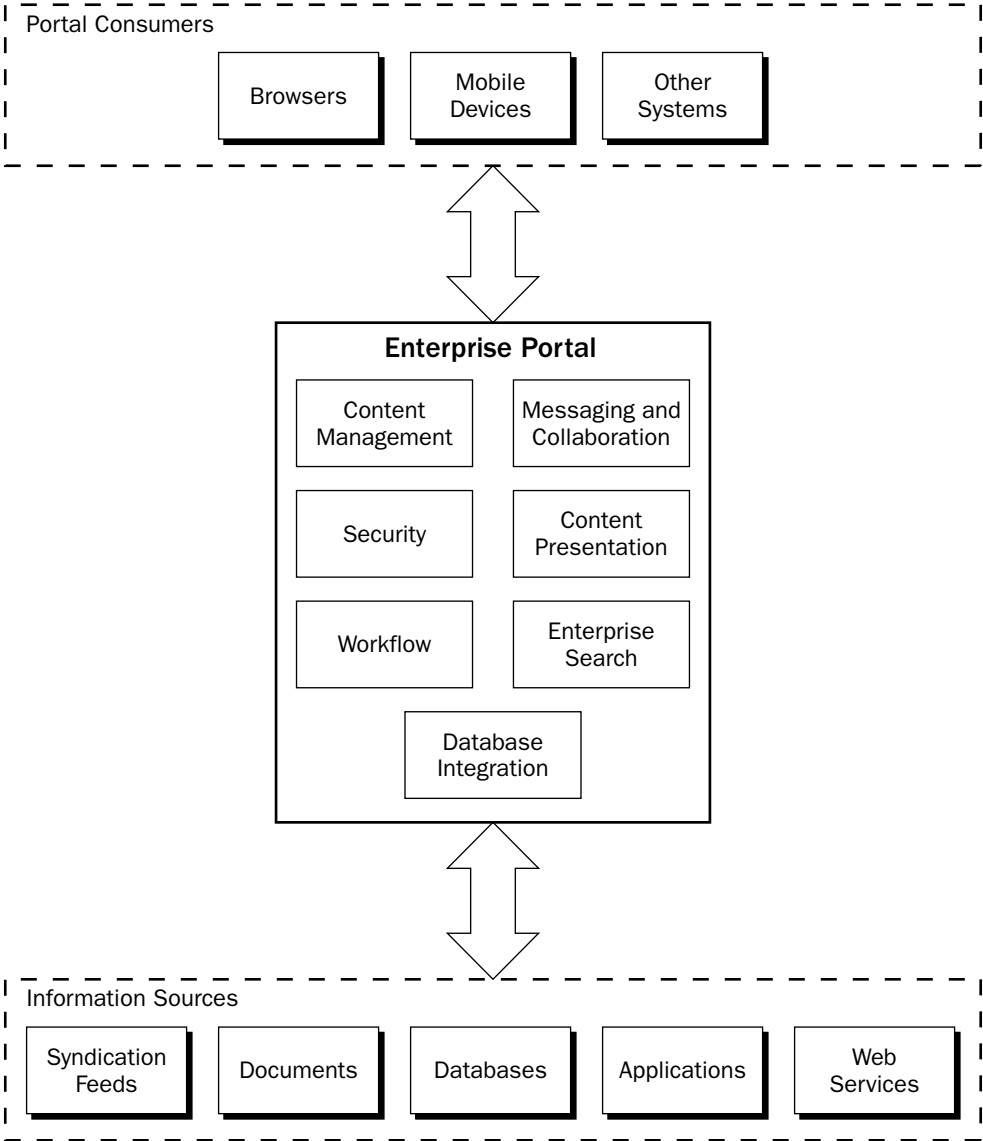 Portal Consumers
Browsers
Mobile
Devices
Other
Systems
Enterprise Portal
Content
Management
Messaging and
Collaboration
Security
Content
Presentation
Workflow
Enterprise
Search
Database
Integration
Information Sources
Syndication
Feeds
Documents
Databases
Applications
Web
Services